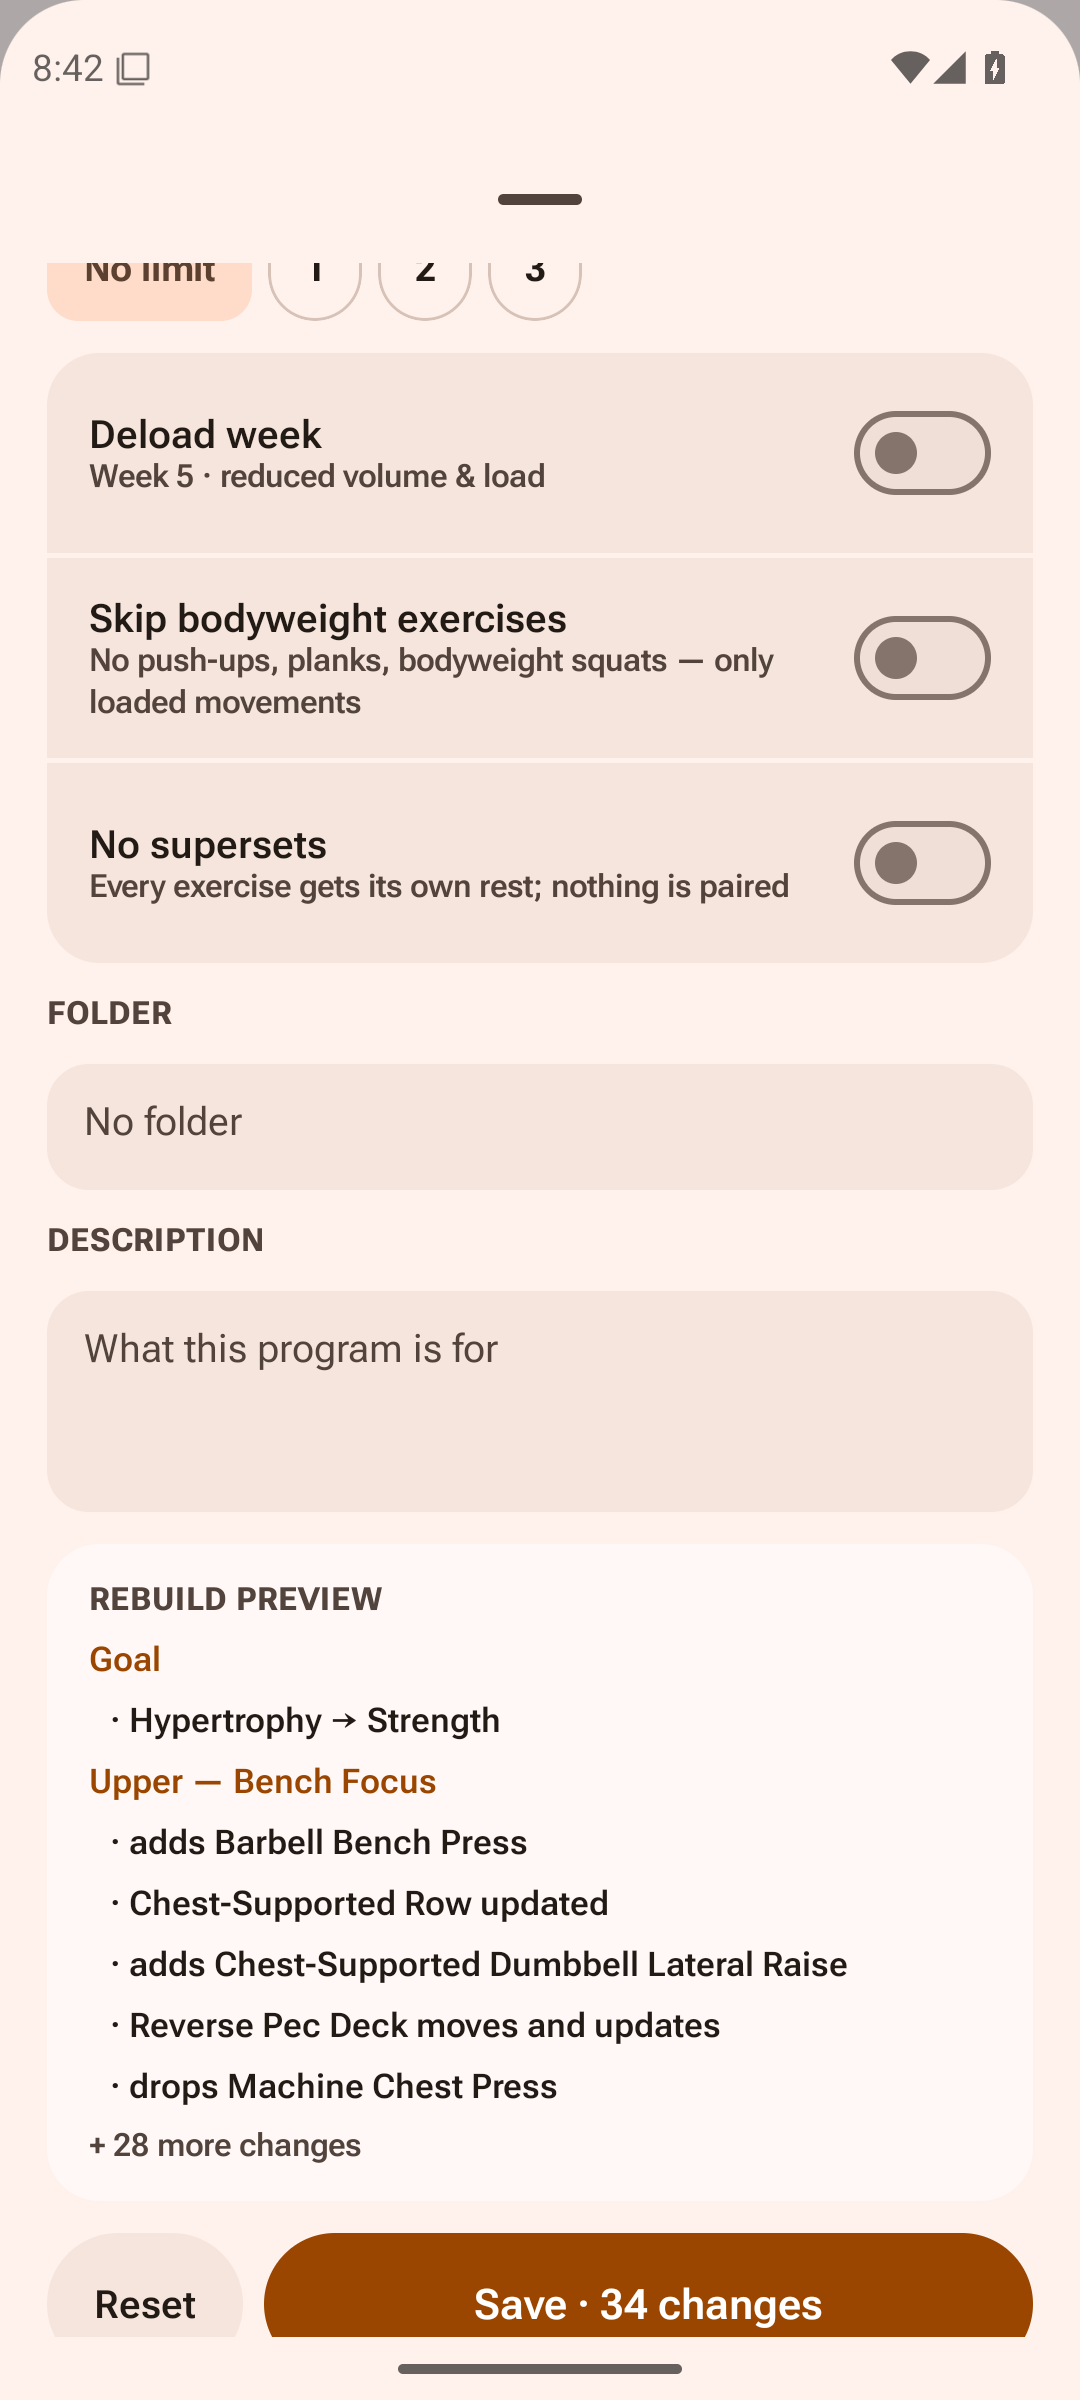 8:42
No limit
1
2
3
Deload week
Week 5 · reduced volume & load
Skip bodyweight exercises
No push-ups, planks, bodyweight squats — only
loaded movements
No supersets
Every exercise gets its own rest; nothing is paired
FOLDER
No folder
DESCRIPTION
What this program is for
REBUILD PREVIEW
Goal
· Hypertrophy → Strength
Upper — Bench Focus
· adds Barbell Bench Press
· Chest-Supported Row updated
· adds Chest-Supported Dumbbell Lateral Raise
· Reverse Pec Deck moves and updates
· drops Machine Chest Press
+ 28 more changes
Reset
Save · 34 changes